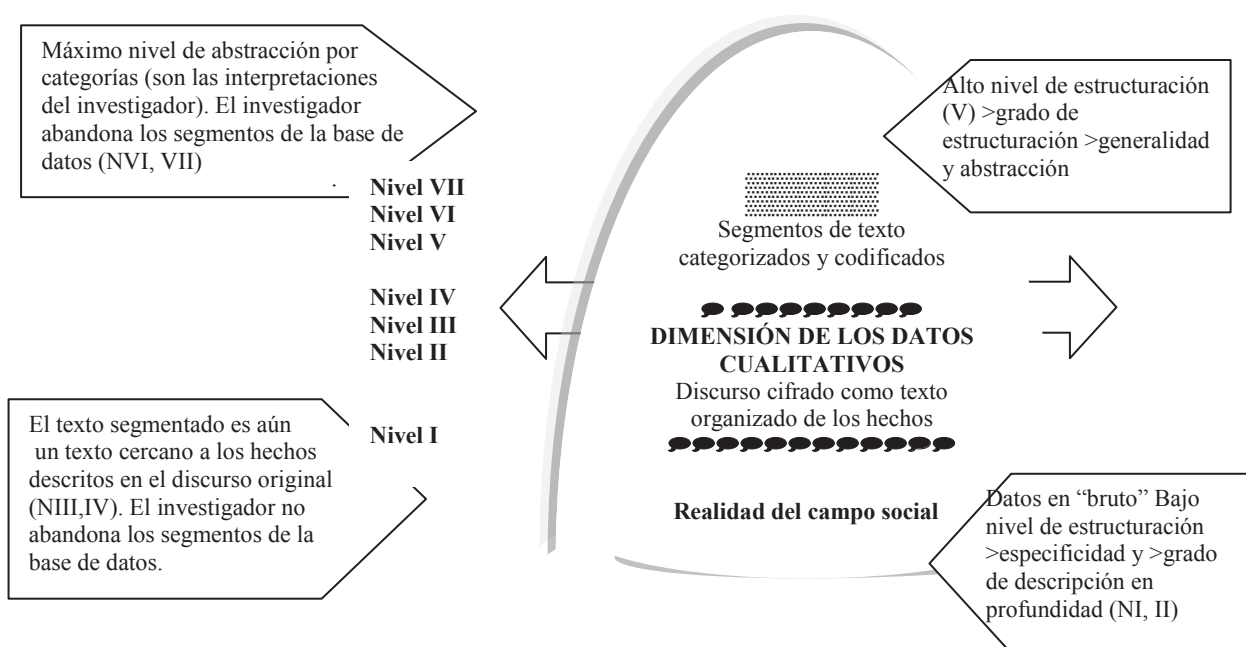 Máximo nivel de abstracción por
categorías (son las interpretaciones
del investigador). El investigador
abandona los segmentos de la base de
datos (NVI, VII)
.
Nivel VII
Nivel VI
Nivel V
Nivel IV
Nivel III
Nivel II
Nivel I
El texto segmentado es aún
un texto cercano a los hechos
descritos en el discurso original
(NIII,IV). El investigador no
abandona los segmentos de la
base de datos.
Segmentos de texto
categorizados y codificados
DIMENSIÓN DE LOS DATOS
CUALITATIVOS
Discurso cifrado como texto
organizado de los hechos
Realidad del campo social
Alto nivel de estructuración
(V) >grado de
estructuración >generalidad
y abstracción
Datos en “bruto” Bajo
nivel de estructuración
>especificidad y >grado
de descripción en
profundidad (NI, II)